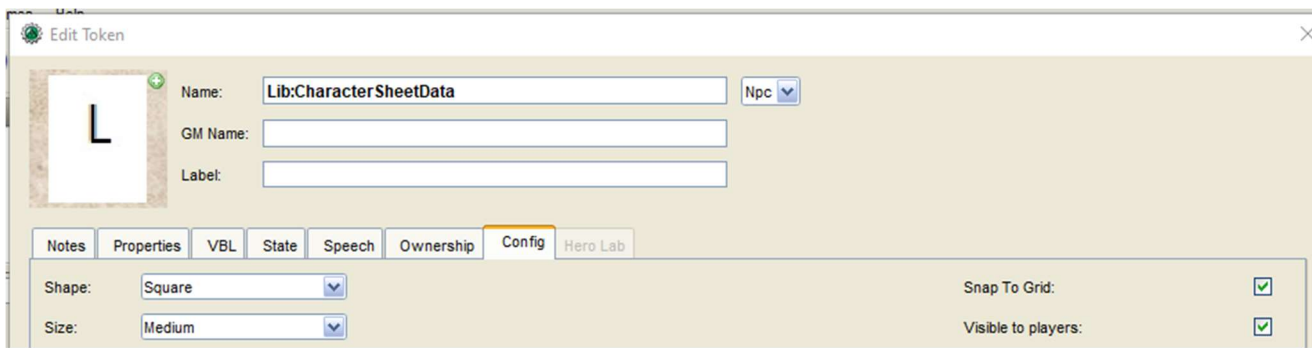 Help
Edit Token
L
Name: Lib:CharacterSheetData Npc
GM Name:
Label:
Notes Properties VBL State Speech Ownership Config Hero Lab
Shape: Square Snap To Grid:
Size: Medium Visible to players: